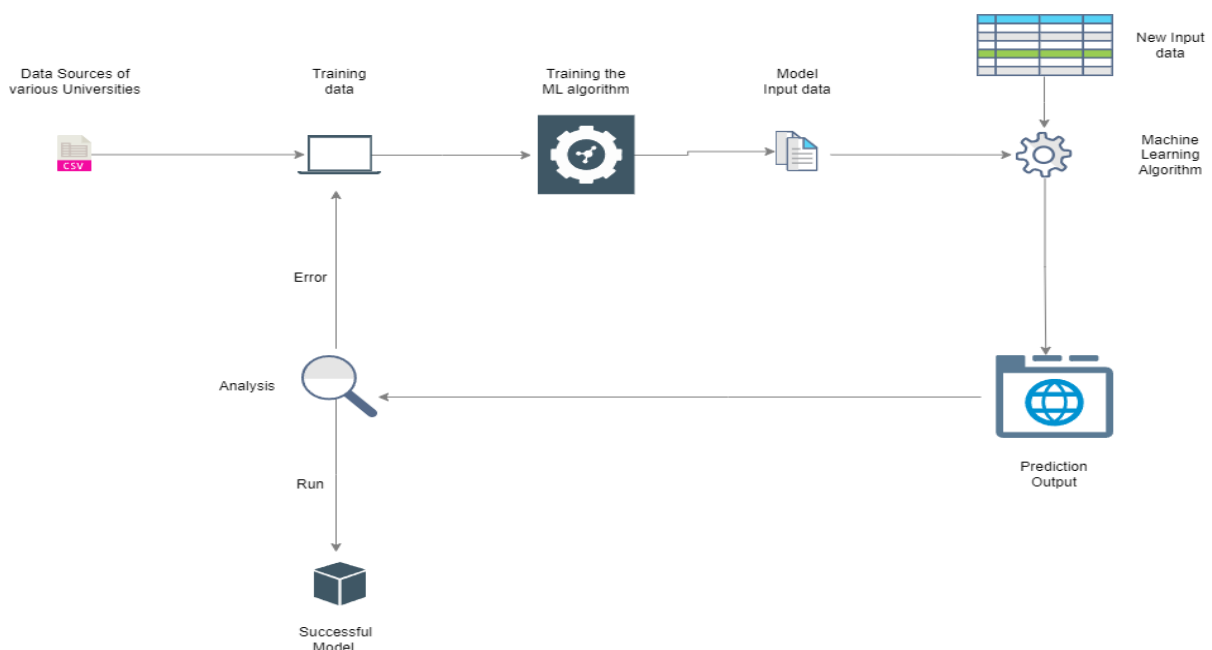 Data Sources of
various Universities
CSV
Training
data
Training the
ML algorithm
Model
Input data
New Input
data
Machine
Learning
Algorithm
Error
Analysis
Run
Prediction
Output
Successful
Model